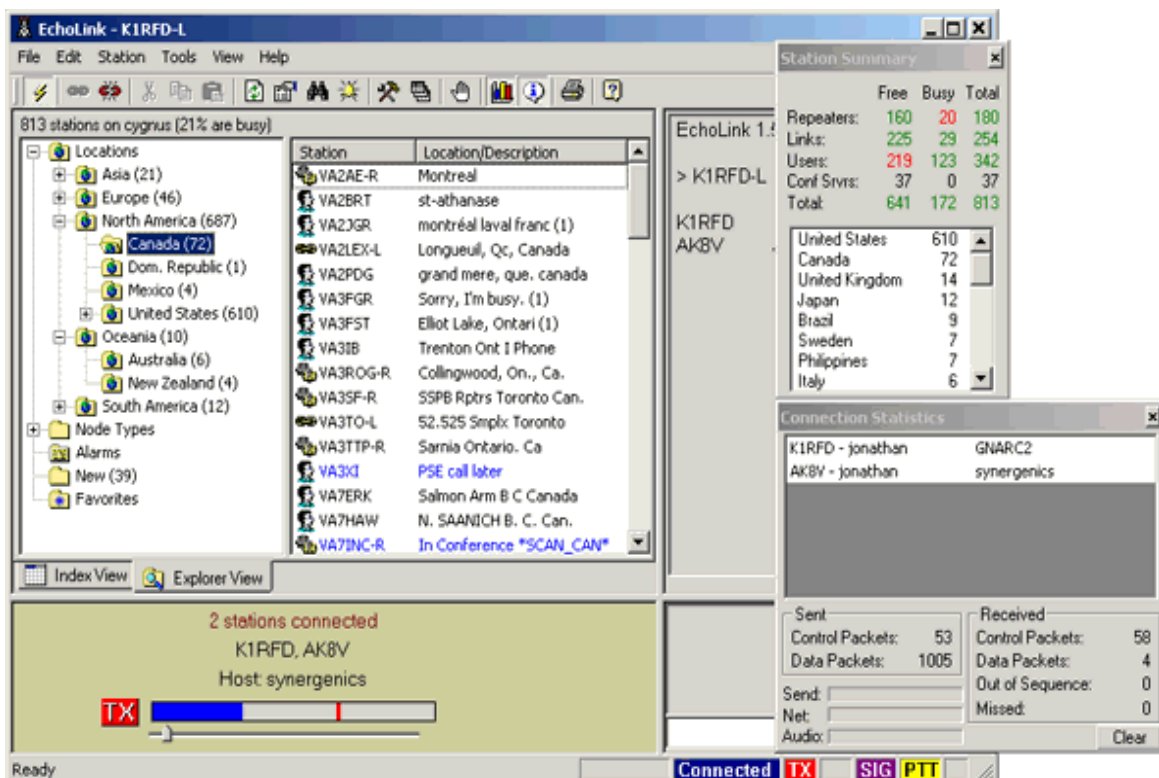 EchoLink - K1RFD-L
File Edit Station Tools View Help
813 stations on cygnus (21% are busy)
Locations
Asia (21)
Europe (46)
North America (687)
Canada (72)
Dom. Republic (1)
Mexico (4)
United States (610)
Oceania (10)
Australia (6)
New Zealand (4)
South America (12)
Node Types
Alarms
New (39)
Favorites
Station Location/Description
VA2AE-R Montreal
VA2BRT st-athanase
VA2JGR montréal laval franc (1)
VA2LEX-L Longueuil, Qc, Canada
VA2PDG grand mere, que. canada
VA3FGR Sorry, I'm busy. (1)
VA3FST Elliot Lake, Ontari (1)
VA3IB Trenton Ont I Phone
VA3ROG-R Collingwood, On., Ca.
VA3SF-R SSPB Rptrs Toronto Can.
VA3TO-L 52.525 Smplx Toronto
VA3TTP-R Sarnia Ontario. Ca
VA3XI PSE call later
VA7ERK Salmon Arm B C Canada
VA7HAW N. SAANICH B. C. Can.
VA7INC-R In Conference *SCAN_CAN*
Index View Explorer View
EchoLink 1.5
> K1RFD-L
K1RFD
AK8V
2 stations connected
K1RFD, AK8V
Host: synergenics
TX
Ready
Connected TX SIG PTT
Station Summary
Free Busy Total
Repeaters: 160 20 180
Links: 225 29 254
Users: 219 123 342
Conf Srvrs: 37 0 37
Total: 641 172 813
United States 610
Canada 72
United Kingdom 14
Japan 12
Brazil 9
Sweden 7
Philippines 7
Italy 6
Connection Statistics
K1RFD - jonathan GNARC2
AK8V - jonathan synergenics
Sent
Control Packets: 53
Data Packets: 1005
Received
Control Packets: 58
Data Packets: 4
Out of Sequence: 0
Missed: 0
Send:
Net:
Audio:
Clear